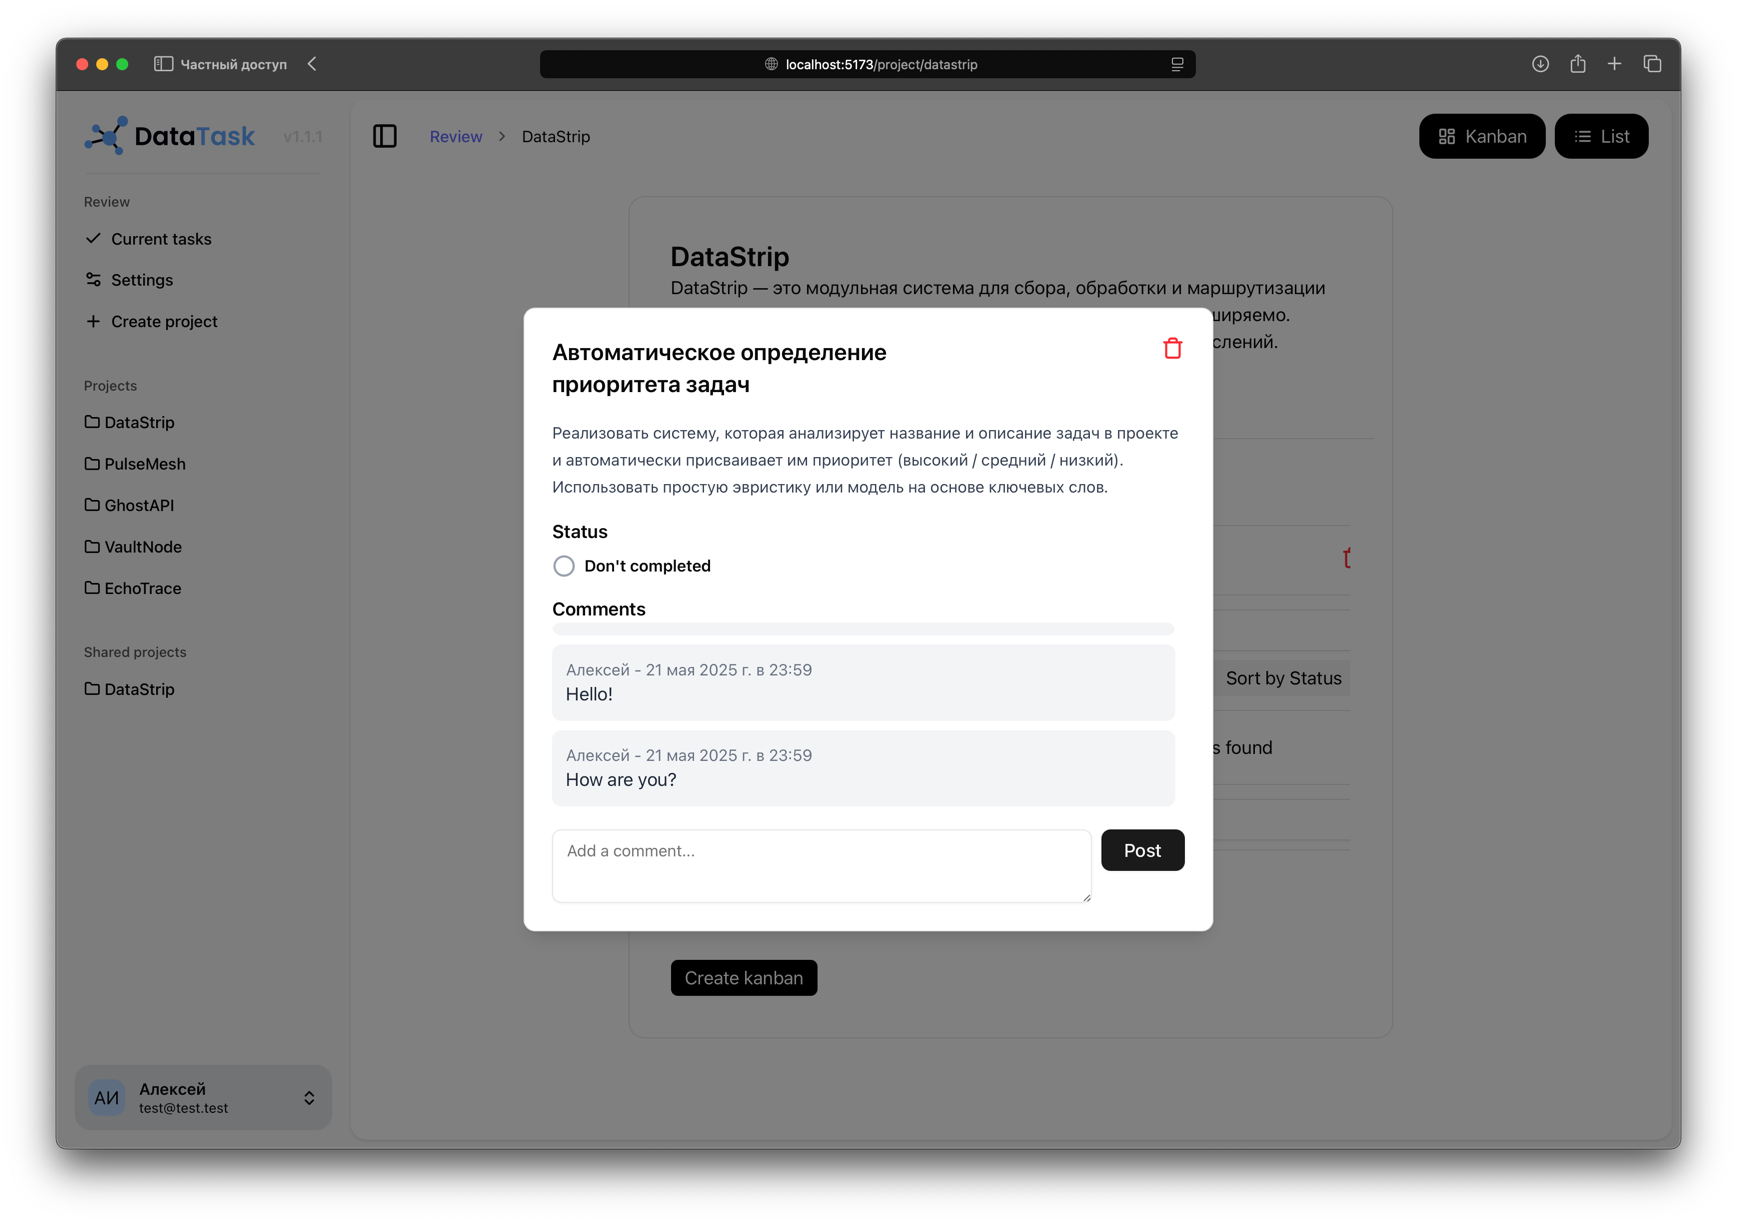 Частный доступ
localhost:5173/project/datastrip
DataTask v1.1.1
Review > DataStrip
Kanban
List
Review
Current tasks
Settings
Create project
Projects
DataStrip
PulseMesh
GhostAPI
VaultNode
EchoTrace
Shared projects
DataStrip
АИ
Алексей
test@test.test
DataStrip
DataStrip — это модульная система для сбора, обработки и маршрутизации
Автоматическое определение
приоритета задач
Реализовать систему, которая анализирует название и описание задач в проекте
и автоматически присваивает им приоритет (высокий / средний / низкий).
Использовать простую эвристику или модель на основе ключевых слов.
Status
Don't completed
Comments
Алексей - 21 мая 2025 г. в 23:59
Hello!
Алексей - 21 мая 2025 г. в 23:59
How are you?
Add a comment...
Post
Sort by Status
found
Create kanban